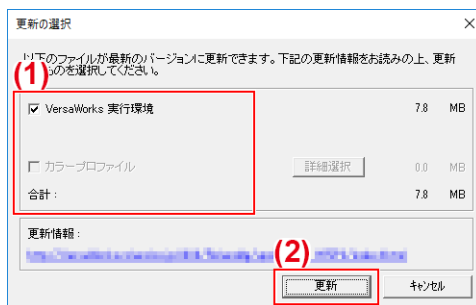 更新の選択
以下のファイルが最新のバージョンに更新できます。下記の更新情報をお読みの上、更新
ものを選択してください。
(1)
VersaWorks 実行環境 7.8 MB
カラープロファイル 詳細選択 0.0 MB
合計: 7.8 MB
更新情報:
(2)
更新 キャンセル